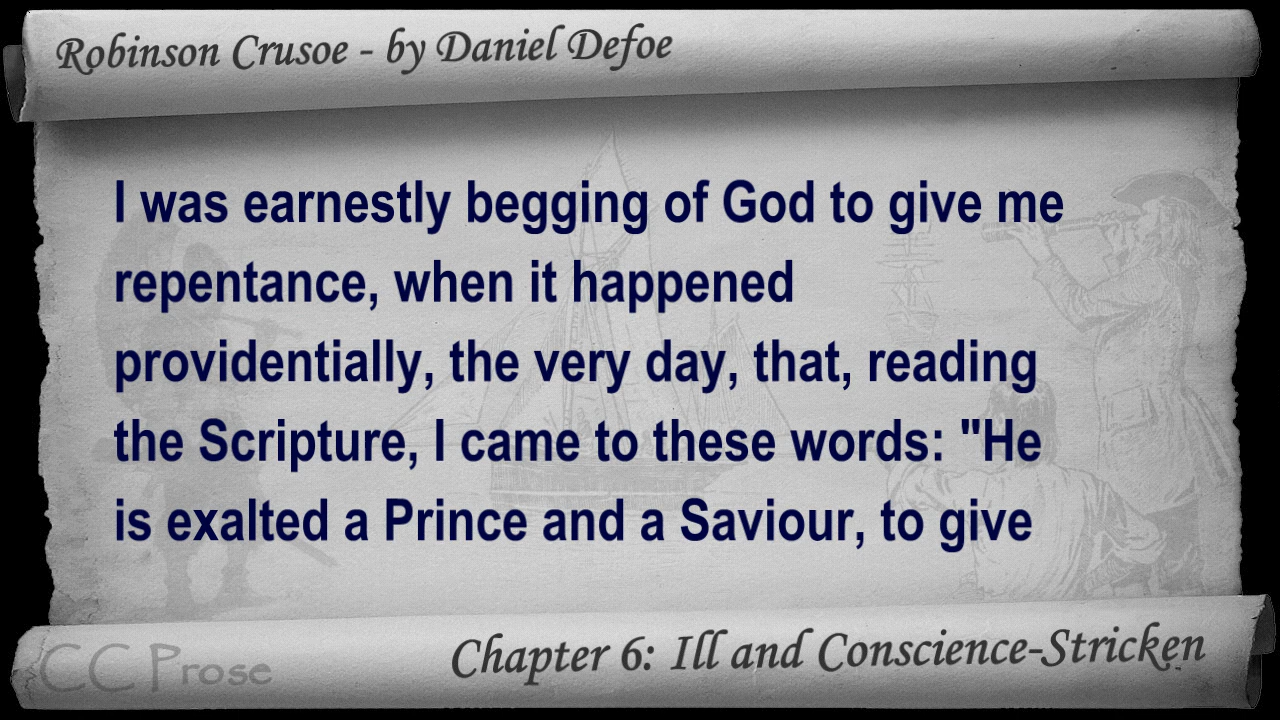 Robinson Crusoe - by Daniel Defoe
I was earnestly begging of God to give me
repentance, when it happened
providentially, the very day, that, reading
the Scripture, I came to these words: "He
is exalted a Prince and a Saviour, to give
CC Prose
Chapter 6: Ill and Conscience-Stricken